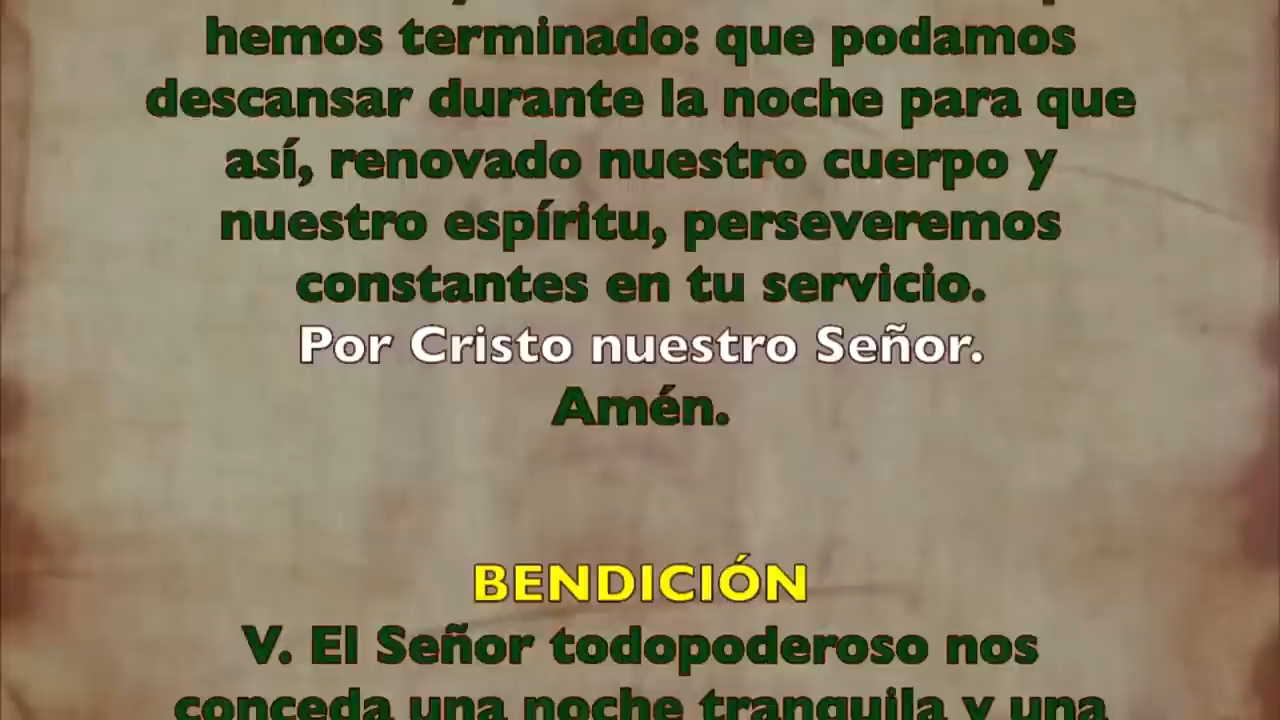 hemos terminado: que podamos
descansar durante la noche para que
así, renovado nuestro cuerpo y
nuestro espíritu, perseveremos
constantes en tu servicio.
Por Cristo nuestro Señor.
Amén.
BENDICIÓN
V. El Señor todopoderoso nos
conceda una noche tranquila y una